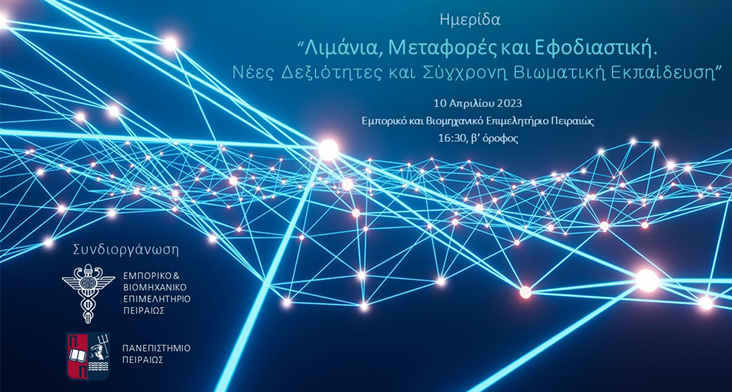 Ημερίδα
“Λιμάνια, Μεταφορές και Εφοδιαστική.
Νέες Δεξιότητες και Σύγχρονη Βιωματική Εκπαίδευση”
10 Απριλίου 2023
Εμπορικό και Βιομηχανικό Επιμελητήριο Πειραιώς
16:30, β’ όροφος
Συνδιοργάνωση
ΕΜΠΟΡΙΚΟ &
ΒΙΟΜΗΧΑΝΙΚΟ
ΕΠΙΜΕΛΗΤΗΡΙΟ
ΠΕΙΡΑΙΩΣ
ΠΑΝΕΠΙΣΤΗΜΙΟ
ΠΕΙΡΑΙΩΣ